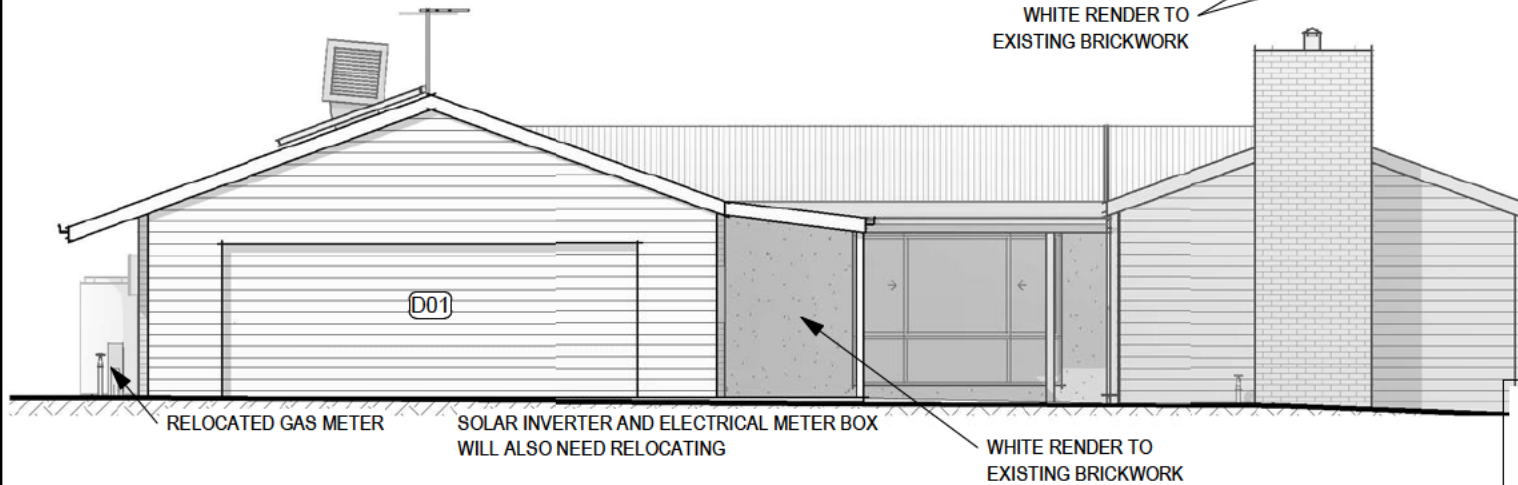 WHITE RENDER TO
EXISTING BRICKWORK
D01
RELOCATED GAS METER
SOLAR INVERTER AND ELECTRICAL METER BOX
WILL ALSO NEED RELOCATING
WHITE RENDER TO
EXISTING BRICKWORK